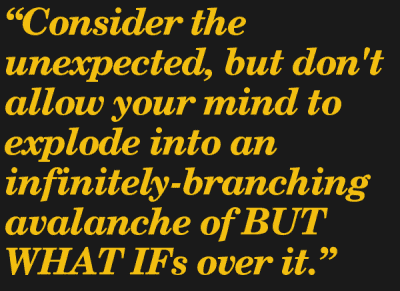 “Consider the
unexpected, but don't
allow your mind to
explode into an
infinitely-branching
avalanche of BUT
WHAT IFs over it.”